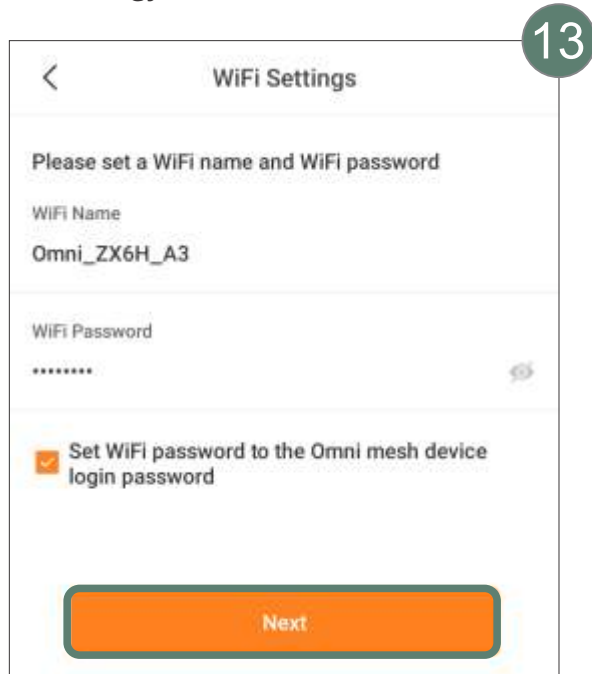 13
WiFi Settings
Please set a WiFi name and WiFi password
WiFi Name
Omni_ZX6H_A3
WiFi Password
••••••••
Set WiFi password to the Omni mesh device
login password
Next